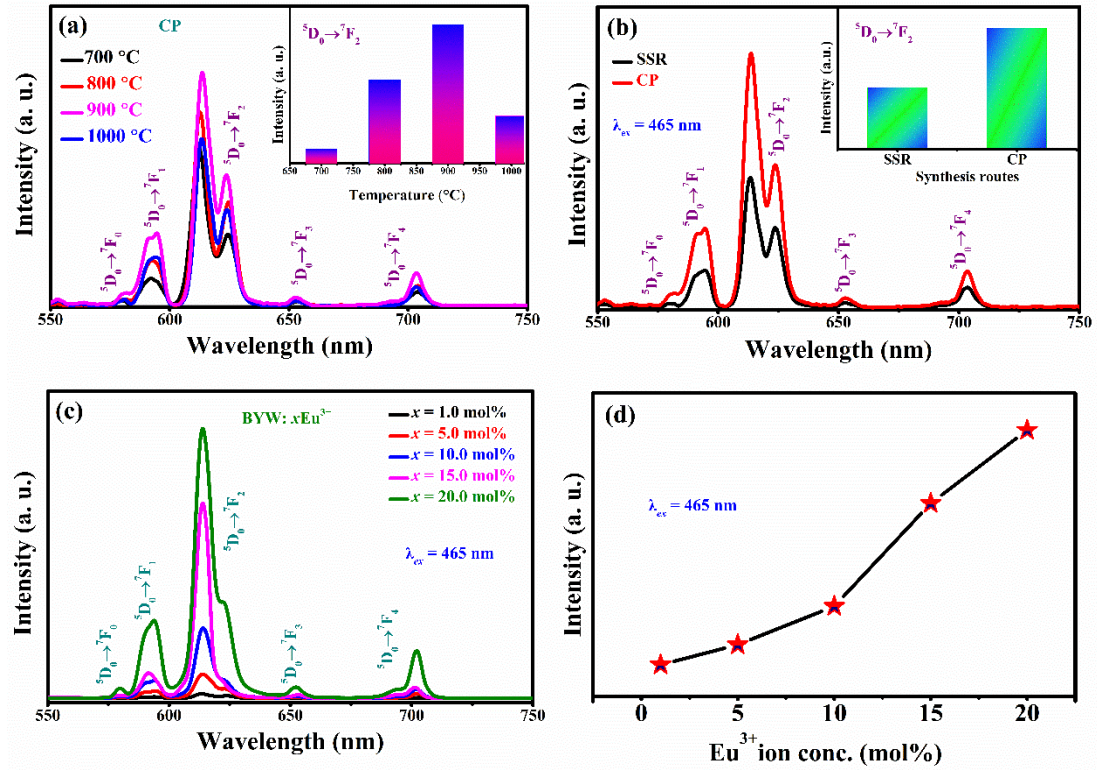 (a)
CP
700 °C
800 °C
900 °C
1000 °C
⁵D₀→⁷F₀
⁵D₀→⁷F₁
⁵D₀→⁷F₂
⁵D₀→⁷F₃
⁵D₀→⁷F₄
Intensity (a. u.)
550 600 650 700 750
Wavelength (nm)
⁵D₀→⁷F₂
Intensity (a. u.)
650 700 750 800 850 900 950 1000
Temperature (°C)
(b)
SSR
CP
λex = 465 nm
⁵D₀→⁷F₀
⁵D₀→⁷F₁
⁵D₀→⁷F₂
⁵D₀→⁷F₃
⁵D₀→⁷F₄
Intensity (a. u.)
550 600 650 700 750
Wavelength (nm)
⁵D₀→⁷F₂
Intensity (a.u.)
SSR CP
Synthesis routes
(c)
BYW: xEu³⁻
x = 1.0 mol%
x = 5.0 mol%
x = 10.0 mol%
x = 15.0 mol%
x = 20.0 mol%
λex = 465 nm
⁵D₀→⁷F₀
⁵D₀→⁷F₁
⁵D₀→⁷F₂
⁵D₀→⁷F₃
⁵D₀→⁷F₄
Intensity (a. u.)
550 600 650 700 750
Wavelength (nm)
(d)
λex = 465 nm
Intensity (a. u.)
0 5 10 15 20
Eu³⁺ion conc. (mol%)